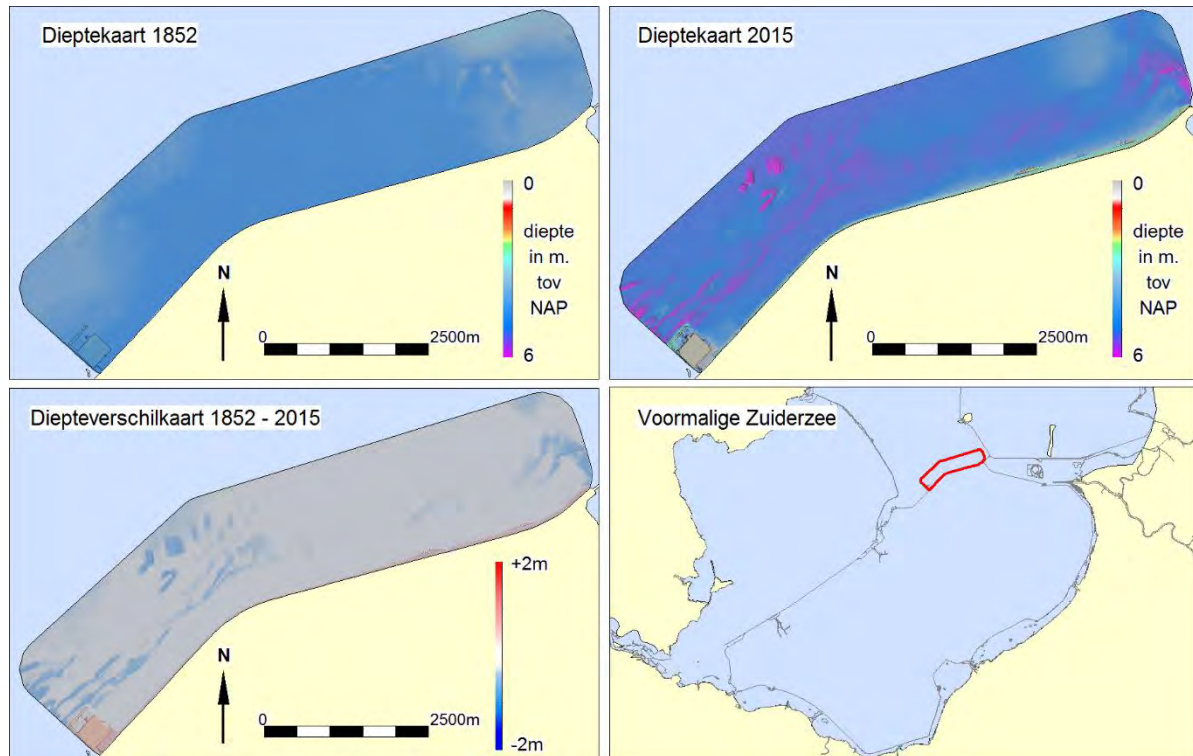 Dieptekaart 1852
0
diepte
in m.
tov
NAP
6
N
0
2500m
Dieptekaart 2015
0
diepte
in m.
tov
NAP
6
N
0
2500m
Diepteverschilkaart 1852 - 2015
+2m
-2m
N
0
2500m
Voormalige Zuiderzee